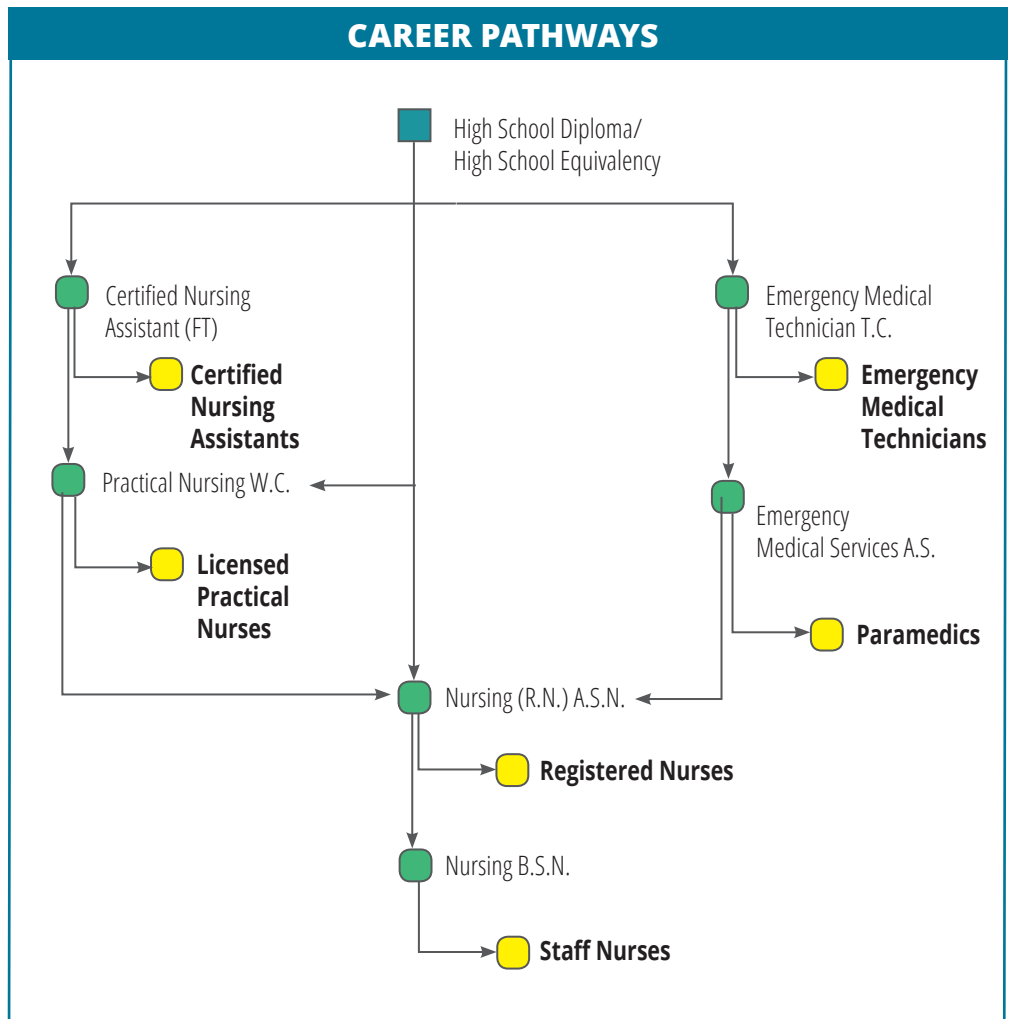 CAREER PATHWAYS
High School Diploma/
High School Equivalency
Certified Nursing
Assistant (FT)
Emergency Medical
Technician T.C.
Certified
Nursing
Assistants
Emergency
Medical
Technicians
Practical Nursing W.C.
Emergency
Medical Services A.S.
Licensed
Practical
Nurses
Paramedics
Nursing (R.N.) A.S.N.
Registered Nurses
Nursing B.S.N.
Staff Nurses